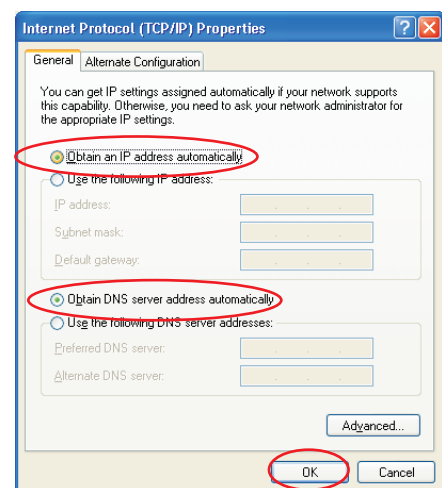 Internet Protocol (TCP/IP) Properties
General
Alternate Configuration
You can get IP settings assigned automatically if your network supports
this capability. Otherwise, you need to ask your network administrator for
the appropriate IP settings.
Obtain an IP address automatically
Use the following IP address:
IP address:
Subnet mask:
Default gateway:
Obtain DNS server address automatically
Use the following DNS server addresses:
Preferred DNS server:
Alternate DNS server:
Advanced...
OK
Cancel